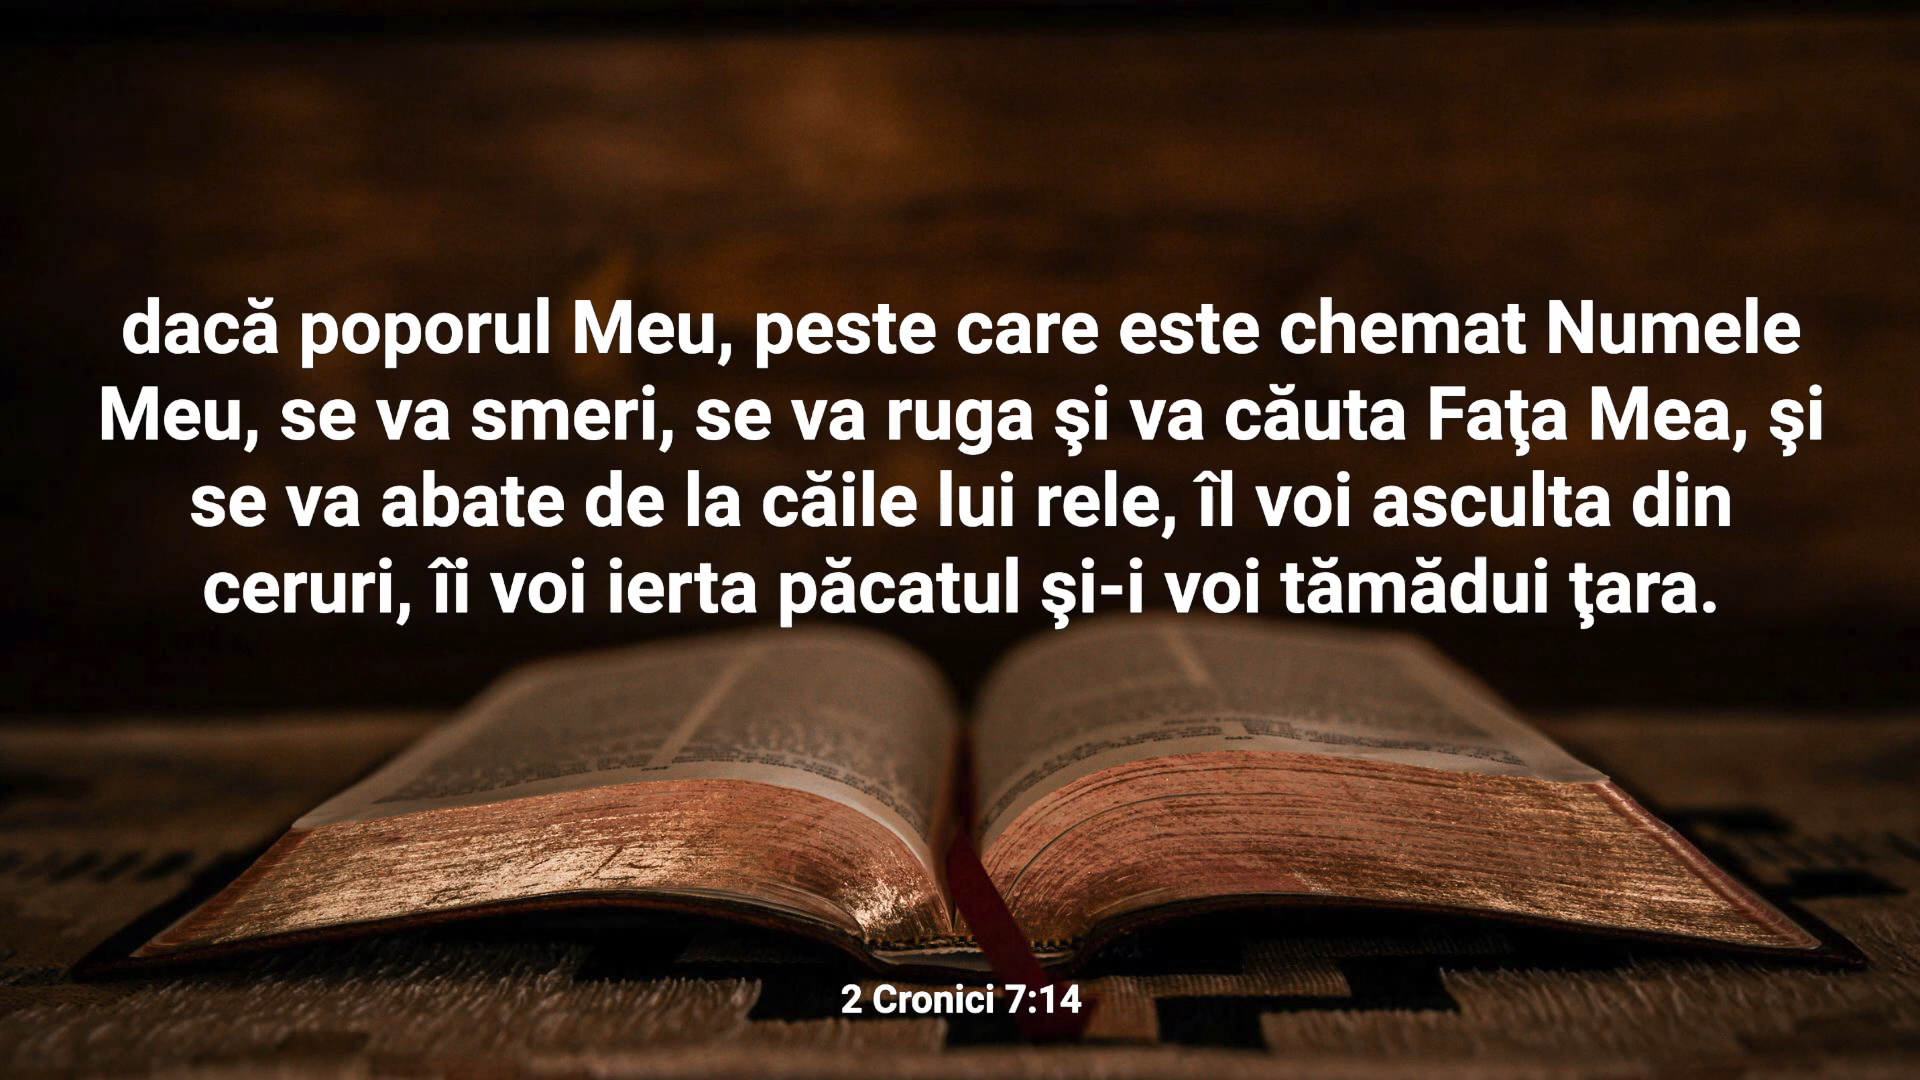 dacă poporul Meu, peste care este chemat Numele
Meu, se va smeri, se va ruga şi va căuta Faţa Mea, şi
se va abate de la căile lui rele, îl voi asculta din
ceruri, îi voi ierta păcatul şi-i voi tămădui ţara.
2 Cronici 7:14